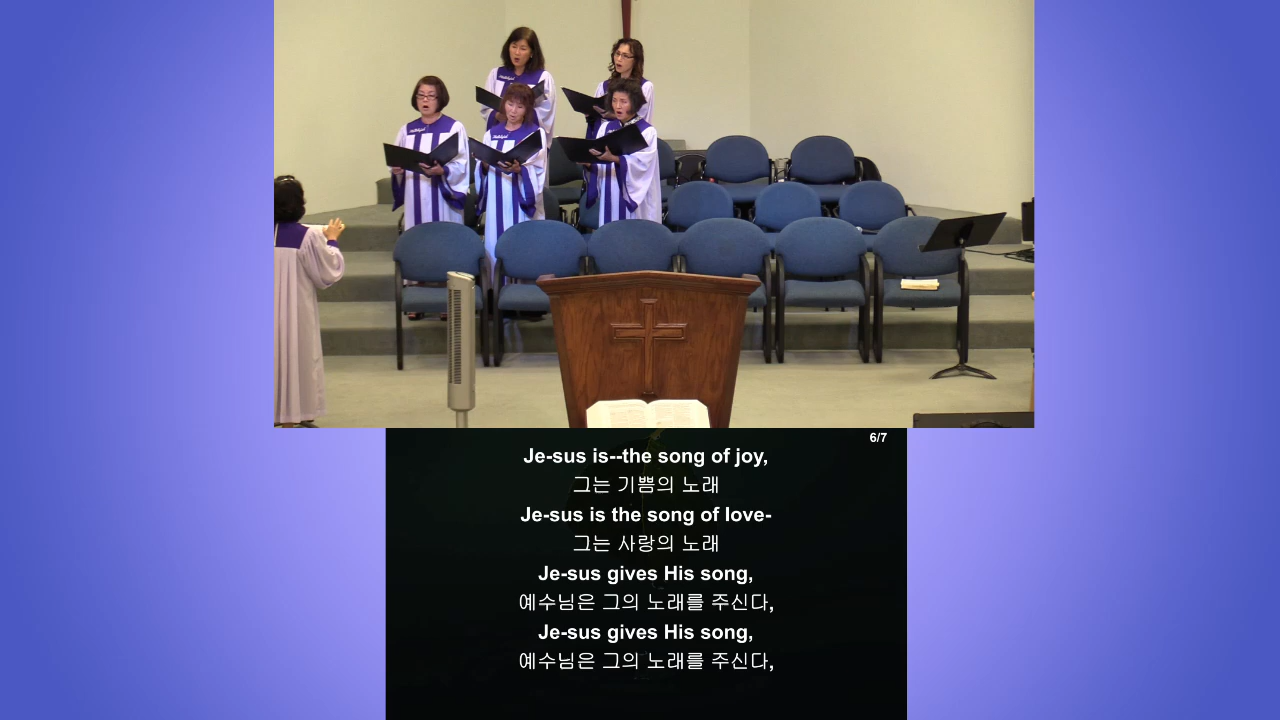 6/7
Je-sus is--the song of joy,
그는 기쁨의 노래
Je-sus is the song of love-
그는 사랑의 노래
Je-sus gives His song,
예수님은 그의 노래를 주신다,
Je-sus gives His song,
예수님은 그의 노래를 주신다,